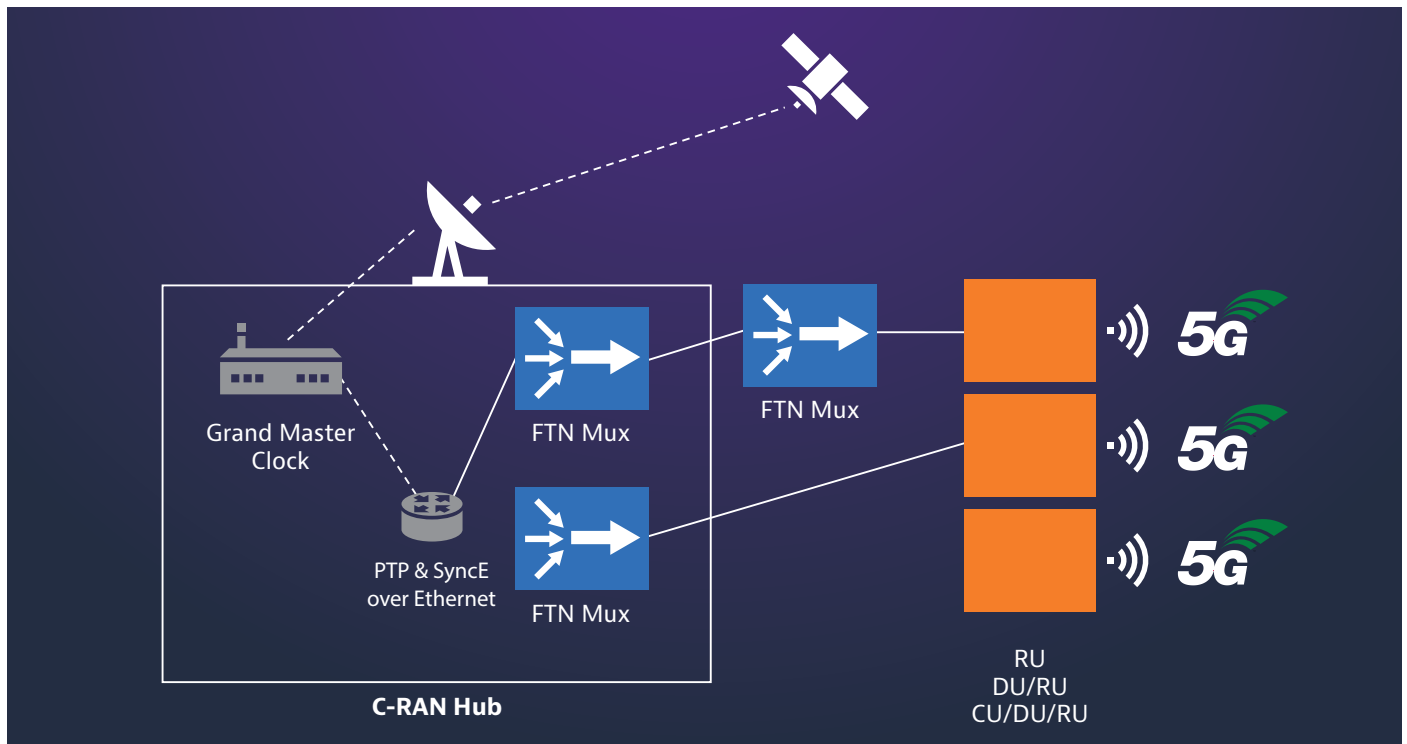 Grand Master
Clock
FTN Mux
FTN Mux
PTP & SyncE
over Ethernet
FTN Mux
C-RAN Hub
5G
5G
5G
RU
DU/RU
CU/DU/RU